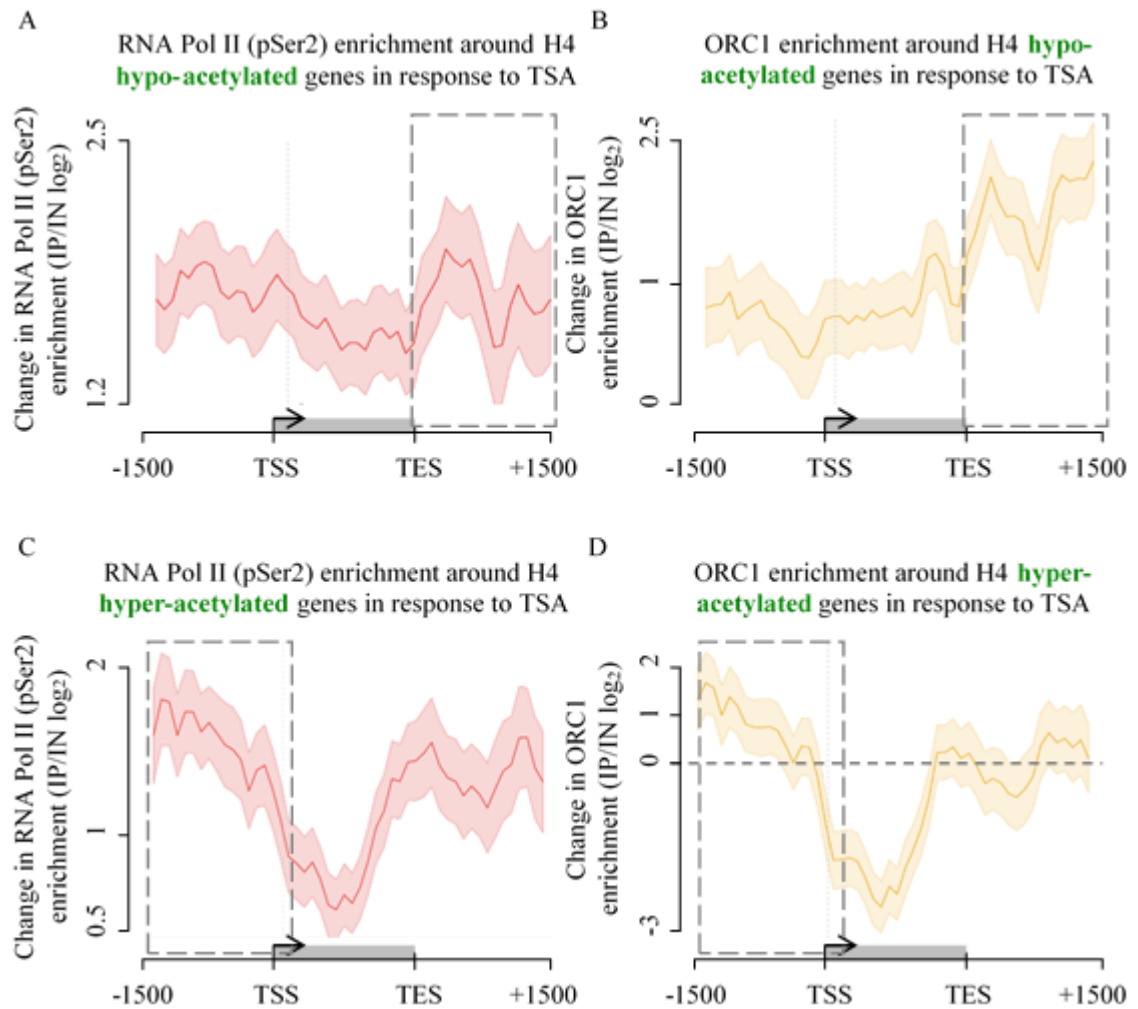 A
RNA Pol II (pSer2) enrichment around H4
hypo-acetylated genes in response to TSA
Change in RNA Pol II (pSer2)
enrichment (IP/IN log2)
2.5
1.2
-1500 TSS TES +1500
B
ORC1 enrichment around H4 hypo-
acetylated genes in response to TSA
Change in ORC1
enrichment (IP/IN log2)
2.5
1
0
-1500 TSS TES +1500
C
RNA Pol II (pSer2) enrichment around H4
hyper-acetylated genes in response to TSA
Change in RNA Pol II (pSer2)
enrichment (IP/IN log2)
2
1
0.5
-1500 TSS TES +1500
D
ORC1 enrichment around H4 hyper-
acetylated genes in response to TSA
Change in ORC1
enrichment (IP/IN log2)
2
1
0
-3
-1500 TSS TES +1500